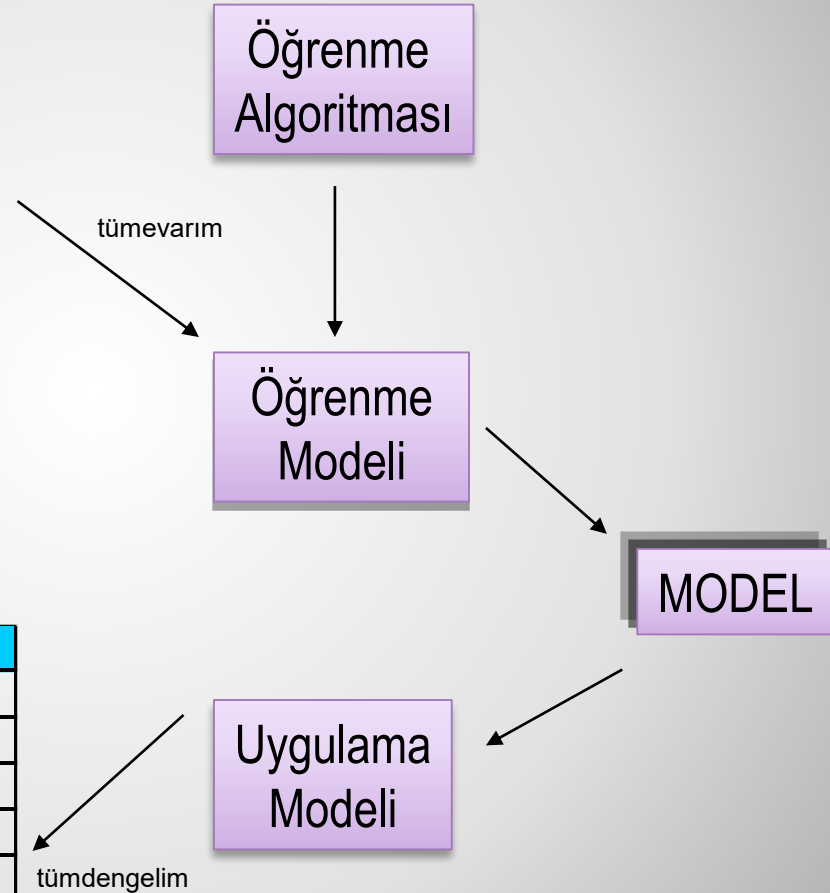 Öğrenme
Algoritması
tümevarım
Öğrenme
Modeli
MODEL
Uygulama
Modeli
tümdengelim